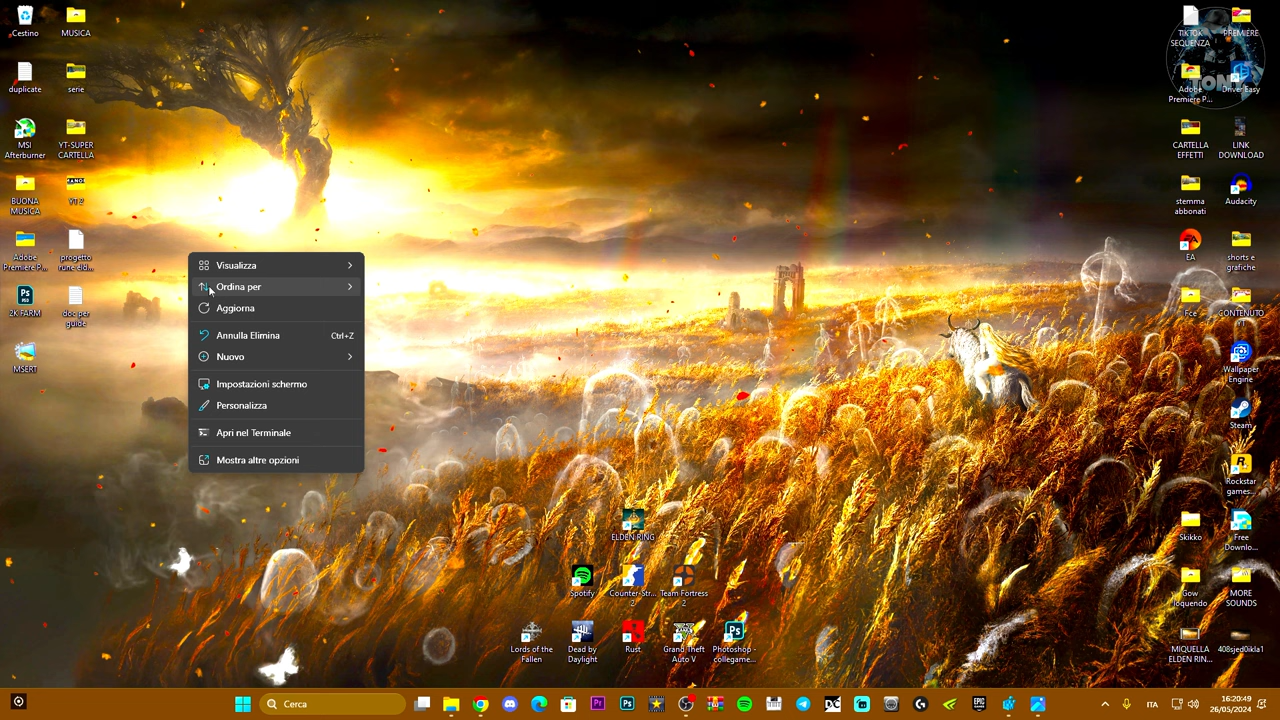 Cestino
MUSICA
duplicate
serie
MSI
Afterburner
YT-SUPER
CARTELLA
BUONA
MUSICA
YT 2
Adobe
Premiere P...
progetto
rune eld...
2K FARM
doc per
guide
MSERT
Visualizza
Ordina per
Aggiorna
Annulla Elimina Ctrl+Z
Nuovo
Impostazioni schermo
Personalizza
Apri nel Terminale
Mostra altre opzioni
ELDEN RING
Spotify
Counter-Str...
2
Team Fortress
2
Lords of the
Fallen
Dead by
Daylight
Rust
Grand Theft
Auto V
Photoshop -
collegame...
TIKTOK
SEQUENZA
PREMIERE
Adobe
Premiere P...
Driver Easy
TONY
CARTELLA
EFFETTI
LINK
DOWNLOAD
stemma
abbonati
Audacity
EA
shorts e
grafiche
Fce
Wallpaper
Engine
Steam
Rockstar
games...
Skikko
Free
Downlo...
Gow
loquendo
MORE
SOUNDS
MIQUELLA
ELDEN RIN...
408sjed0ikla1
Cerca
ITA
16:20:49
26/05/2024